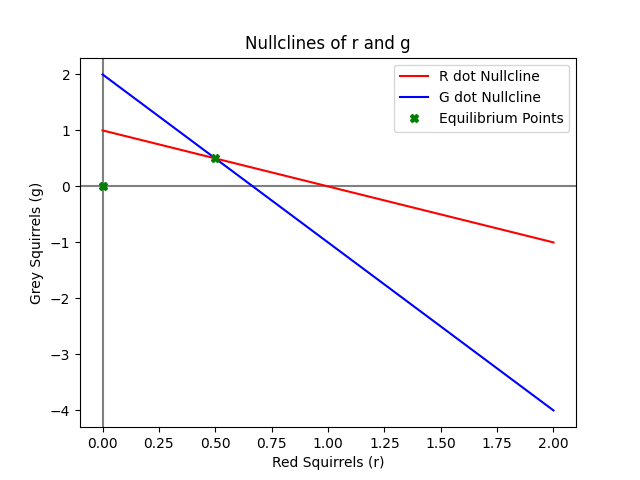 Nullclines of r and g
R dot Nullcline
G dot Nullcline
Equilibrium Points
Grey Squirrels (g)
2
1
0
−1
−2
−3
−4
0.00 0.25 0.50 0.75 1.00 1.25 1.50 1.75 2.00
Red Squirrels (r)